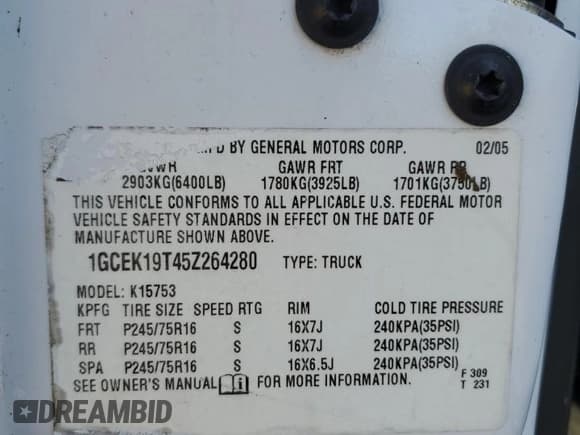 BY GENERAL MOTORS CORP. 02/05
GAWR FRT GAWR RR
2903KG(6400LB) 1780KG(3925LB) 1701KG(3750LB)
THIS VEHICLE CONFORMS TO ALL APPLICABLE U.S. FEDERAL MOTOR
VEHICLE SAFETY STANDARDS IN EFFECT ON THE DATE OF
MANUFACTURE SHOWN ABOVE.
1GCEK19T45Z264280 TYPE: TRUCK
MODEL: K15753
KPFG TIRE SIZE SPEED RTG RIM COLD TIRE PRESSURE
FRT P245/75R16 S 16X7J 240KPA(35PSI)
RR P245/75R16 S 16X7J 240KPA(35PSI)
SPA P245/75R16 S 16X6.5J 240KPA(35PSI)
SEE OWNER'S MANUAL FOR MORE INFORMATION.
F 309
T 231
DREAMBID